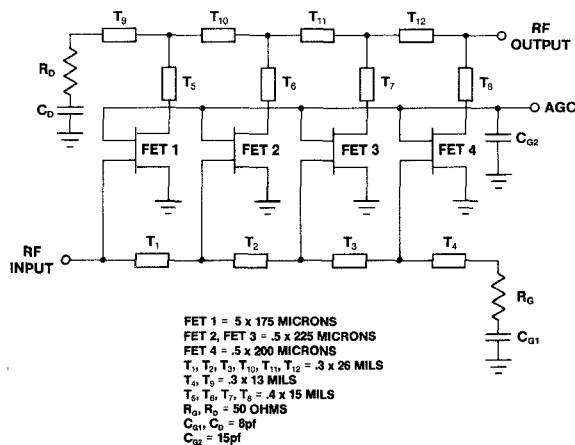 T9 T10 T11 T12
RF
OUTPUT
RD
T5 T6 T7 T8
CD
AGC
FET 1 FET 2 FET 3 FET 4
CG2
RF
INPUT
T1 T2 T3 T4
RG
CG1
FET 1 = 5 x 175 MICRONS
FET 2, FET 3 = .5 x 225 MICRONS
FET 4 = .5 x 200 MICRONS
T1, T2, T3, T10, T11, T12 = .3 x 26 MILS
T4, T9 = .3 x 13 MILS
T5, T6, T7, T8 = .4 x 15 MILS
RG, RD = 50 OHMS
CG1, CD = 8pf
CG2 = 15pf